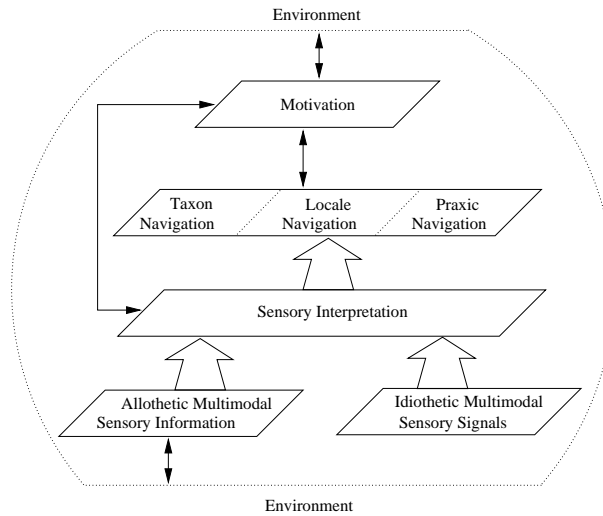 Environment
Motivation
Taxon
Navigation
Locale
Navigation
Praxic
Navigation
Sensory Interpretation
Allothetic Multimodal
Sensory Information
Idiothetic Multimodal
Sensory Signals
Environment